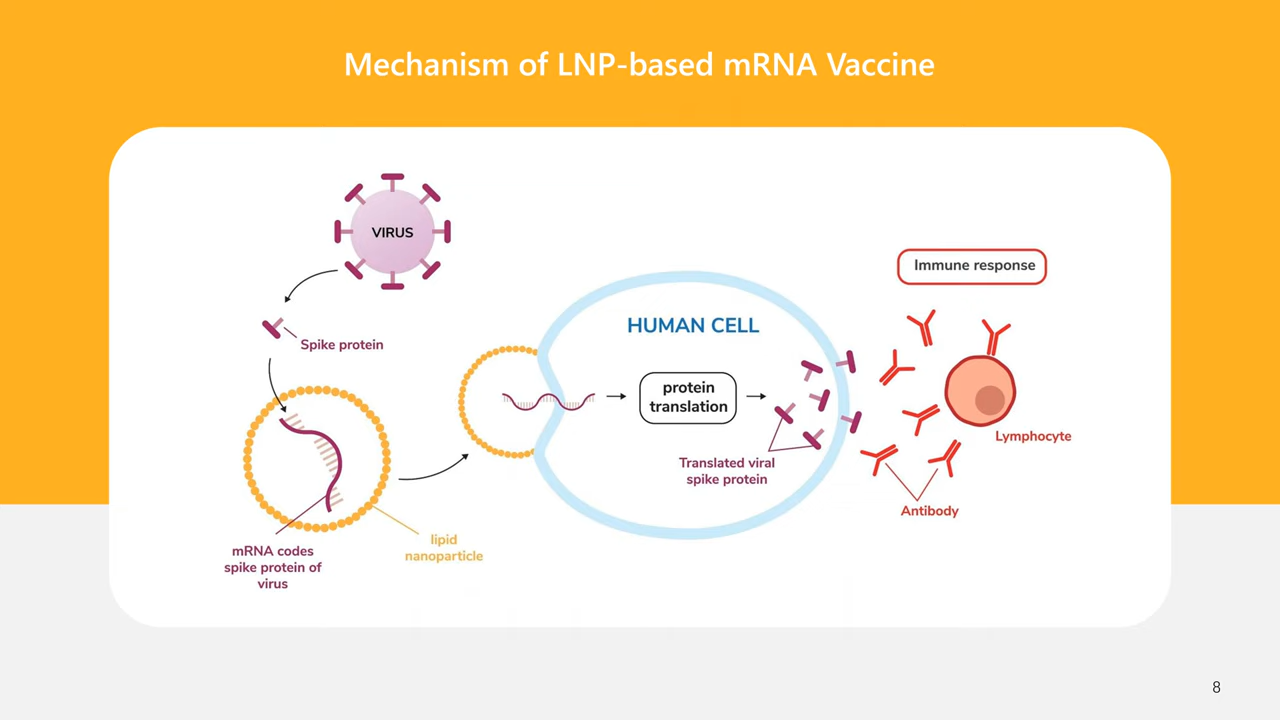 Mechanism of LNP-based mRNA Vaccine
VIRUS
Spike protein
mRNA codes
spike protein of
virus
lipid
nanoparticle
HUMAN CELL
protein
translation
Translated viral
spike protein
Immune response
Lymphocyte
Antibody
8